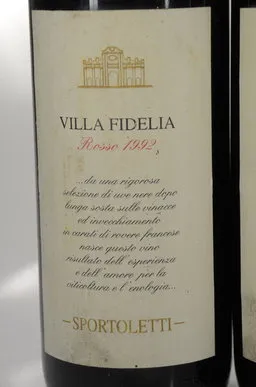 VILLA FIDELIA
Rosso 1992
...da una rigorosa
selezione di uve nere dopo
lunga sosta sulle vinacce
ed invecchiamento
in carati di rovere francese
nasce questo vino
risultato dell'esperienza
e dell'amore per la
viticoltura e l'enologia...
-SPORTOLETTI-